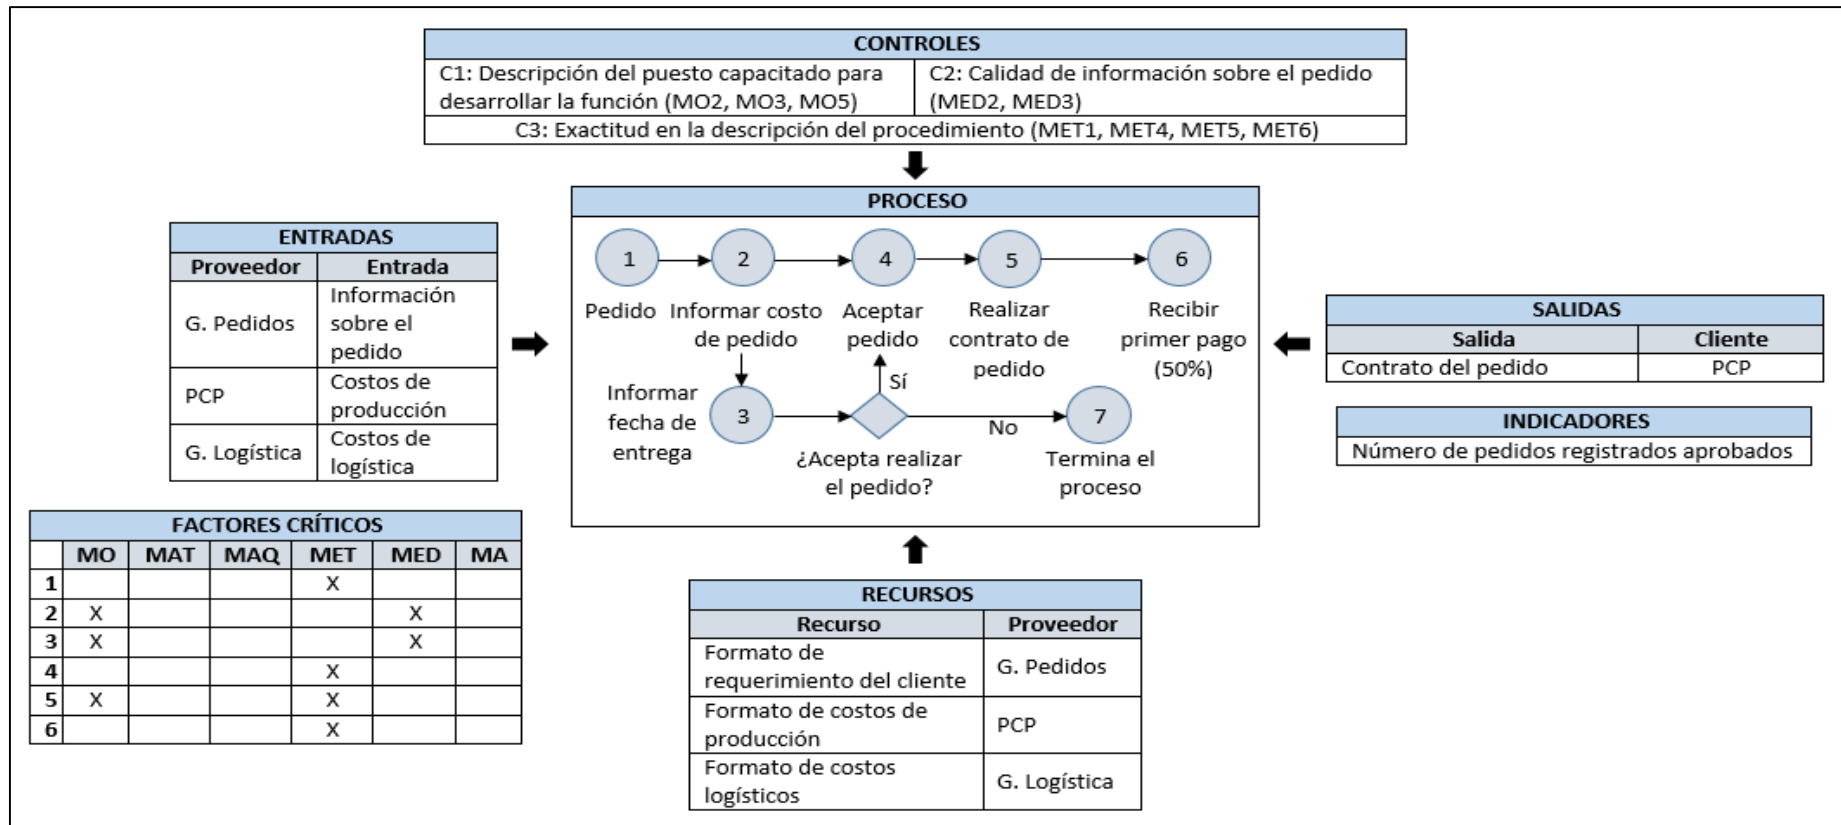 CONTROLES
C1: Descripción del puesto capacitado para
desarrollar la función (MO2, MO3, MO5)
C2: Calidad de información sobre el pedido
(MED2, MED3)
C3: Exactitud en la descripción del procedimiento (MET1, MET4, MET5, MET6)
ENTRADAS
Proveedor Entrada
G. Pedidos
Información
sobre el
pedido
PCP
Costos de
producción
G. Logística
Costos de
logística
PROCESO
1 2 4 5 6
Pedido
Informar costo
de pedido
Aceptar
pedido
Realizar
contrato de
pedido
Recibir
primer pago
(50%)
Sí
Informar
fecha de
entrega
3
No
7
¿Acepta realizar
el pedido?
Termina el
proceso
SALIDAS
Salida Cliente
Contrato del pedido PCP
INDICADORES
Número de pedidos registrados aprobados
FACTORES CRÍTICOS
MO MAT MAQ MET MED MA
1 X
2 X X
3 X X
4 X
5 X X
6 X
RECURSOS
Recurso Proveedor
Formato de
requerimiento del cliente
G. Pedidos
Formato de costos de
producción
PCP
Formato de costos
logísticos
G. Logística